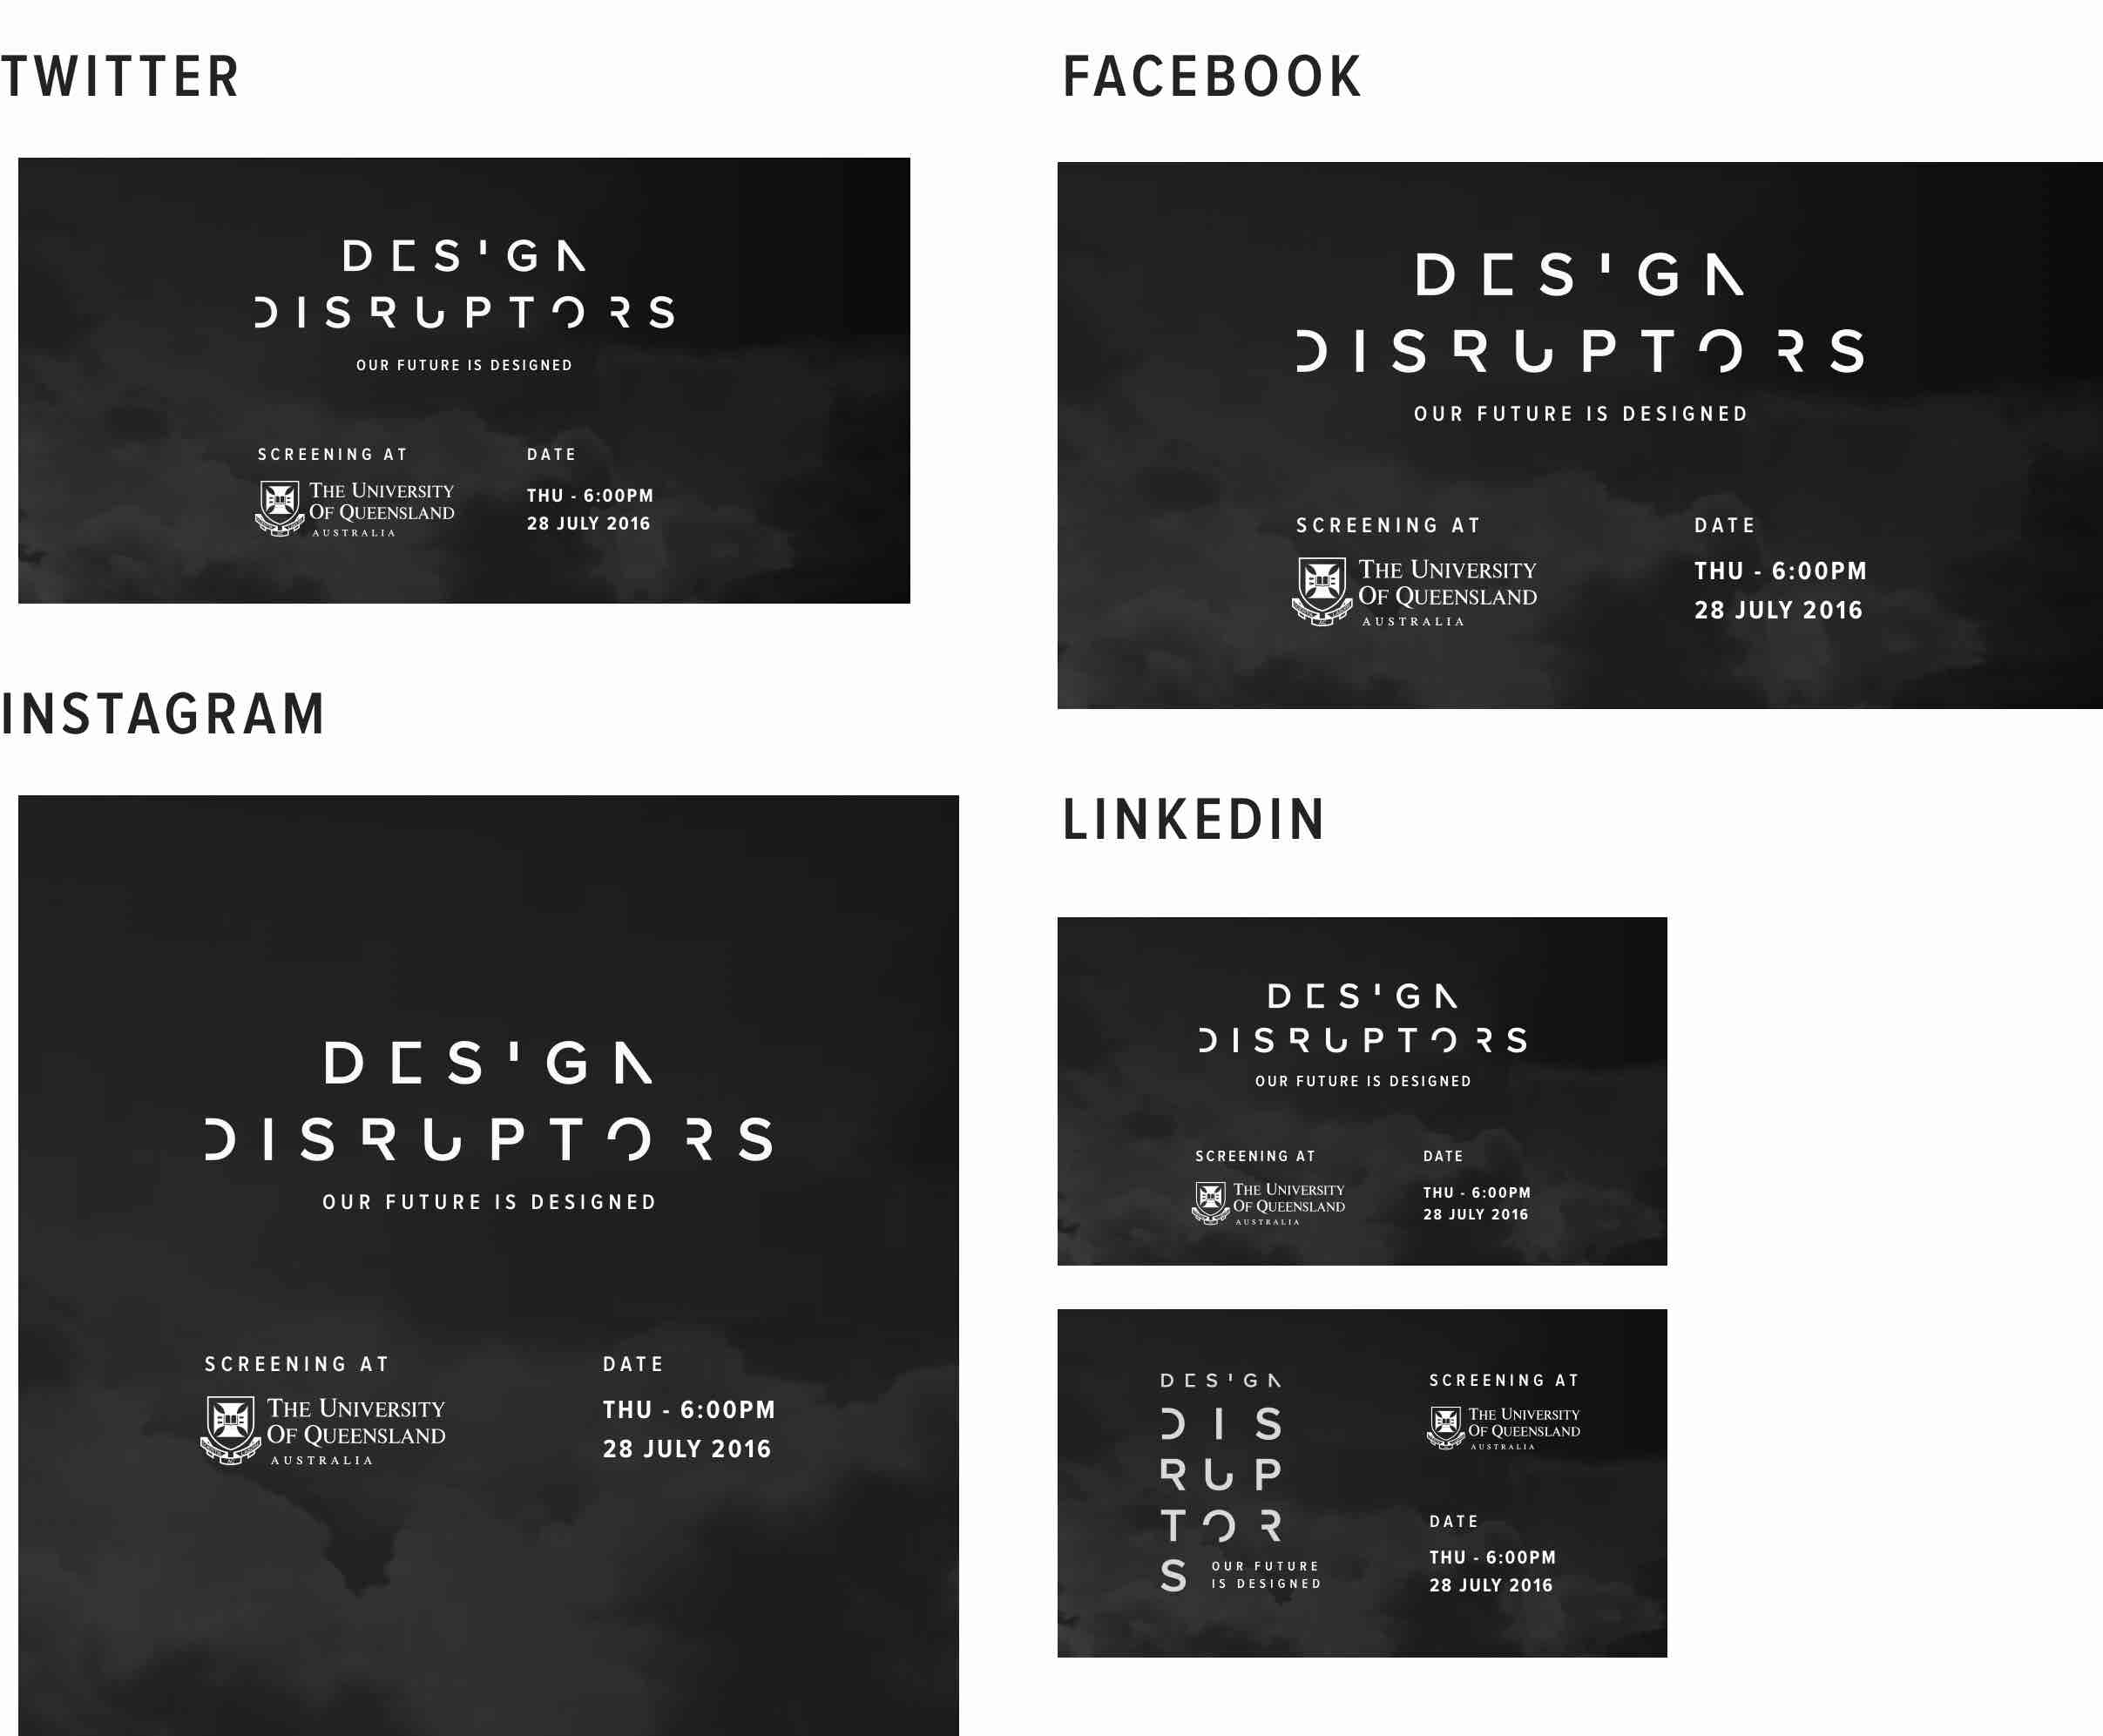 TWITTER
DESIGN
DISRUPTORS
OUR FUTURE IS DESIGNED
SCREENING AT
THE UNIVERSITY
OF QUEENSLAND
AUSTRALIA
DATE
THU - 6:00PM
28 JULY 2016
FACEBOOK
DESIGN
DISRUPTORS
OUR FUTURE IS DESIGNED
SCREENING AT
THE UNIVERSITY
OF QUEENSLAND
AUSTRALIA
DATE
THU - 6:00PM
28 JULY 2016
INSTAGRAM
DESIGN
DISRUPTORS
OUR FUTURE IS DESIGNED
SCREENING AT
THE UNIVERSITY
OF QUEENSLAND
AUSTRALIA
DATE
THU - 6:00PM
28 JULY 2016
LINKEDIN
DESIGN
DISRUPTORS
OUR FUTURE IS DESIGNED
SCREENING AT
THE UNIVERSITY
OF QUEENSLAND
AUSTRALIA
DATE
THU - 6:00PM
28 JULY 2016
DESIGN
DIS
RUP
TOR
S
OUR FUTURE
IS DESIGNED
SCREENING AT
THE UNIVERSITY
OF QUEENSLAND
AUSTRALIA
DATE
THU - 6:00PM
28 JULY 2016